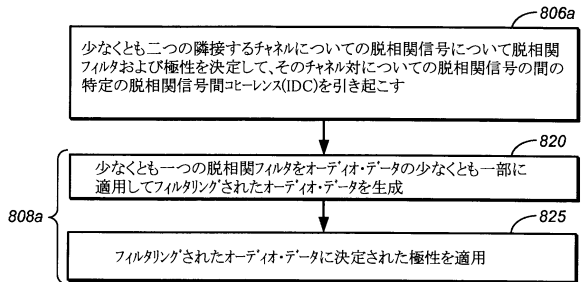 806a
少なくとも二つの隣接するチャネルについての脱相関信号について脱相関
フィルタおよび極性を決定して、そのチャネル対についての脱相関信号の間の
特定の脱相関信号間コヒーレンス(IDC)を引き起こす
820
少なくとも一つの脱相関フィルタをオーディオ・データの少なくとも一部に
適用してフィルタリングされたオーディオ・データを生成
808a
825
フィルタリングされたオーディオ・データに決定された極性を適用